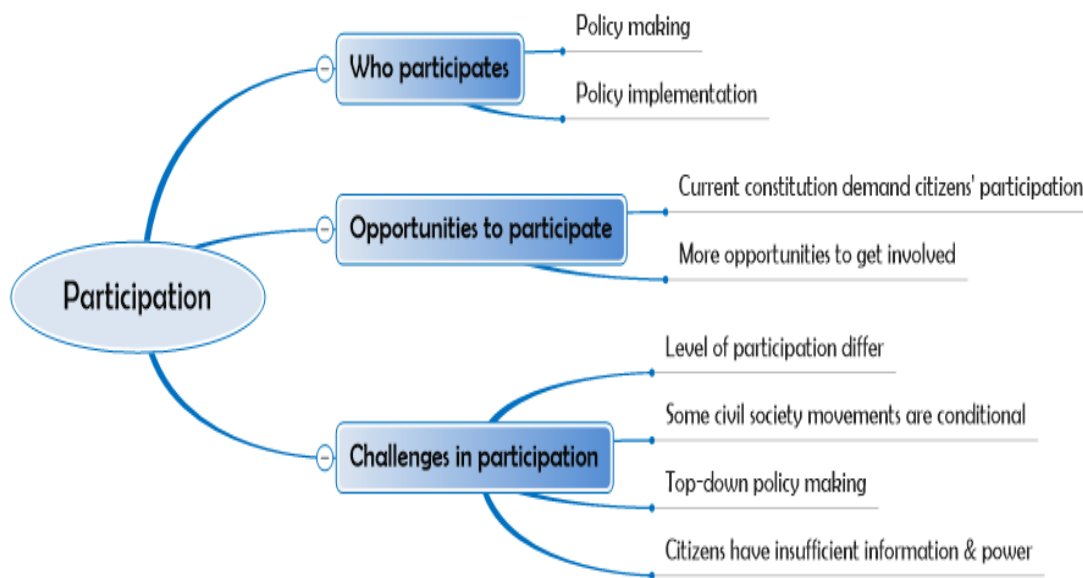 Participation
Who participates
Policy making
Policy implementation
Opportunities to participate
Current constitution demand citizens' participation
More opportunities to get involved
Challenges in participation
Level of participation differ
Some civil society movements are conditional
Top-down policy making
Citizens have insufficient information & power